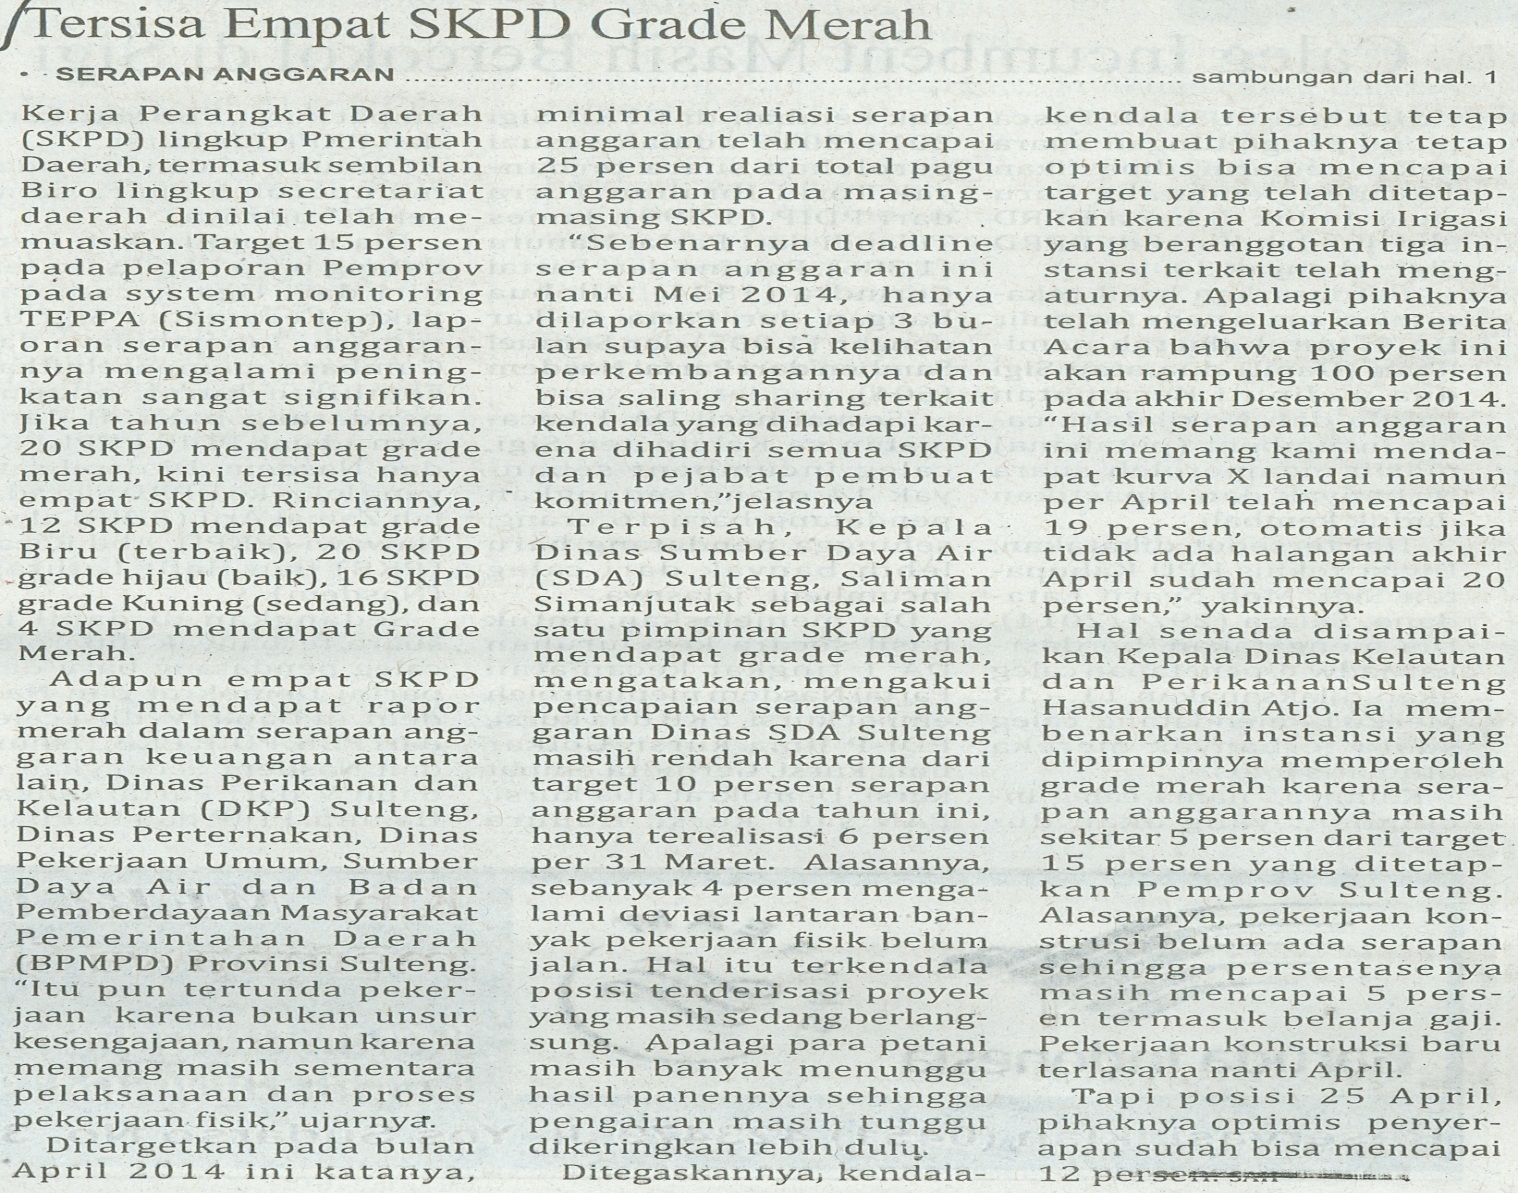 Tersisa Empat SKPD Grade Merah
• SERAPAN ANGGARAN ........ sambungan dari hal. 1
Kerja Perangkat Daerah
(SKPD) lingkup Pmerintah
Daerah, termasuk sembilan
Biro lingkup secretariat
daerah dinilai telah me-
muaskan. Target 15 persen
pada pelaporan Pemprov
pada system monitoring
TEPPA (Sismontep), lap-
oran serapan anggaran-
nya mengalami pening-
katan sangat signifikan.
Jika tahun sebelumnya,
20 SKPD mendapat grade
merah, kini tersisa hanya
empat SKPD. Rinciannya,
12 SKPD mendapat grade
Biru (terbaik), 20 SKPD
grade hijau (baik), 16 SKPD
grade Kuning (sedang), dan
4 SKPD mendapat Grade
Merah.
Adapun empat SKPD
yang mendapat rapor
merah dalam serapan ang-
garan keuangan antara
lain, Dinas Perikanan dan
Kelautan (DKP) Sulteng,
Dinas Perternakan, Dinas
Pekerjaan Umum, Sumber
Daya Air dan Badan
Pemberdayaan Masyarakat
Pemerintahan Daerah
(BPMPD) Provinsi Sulteng.
“Itu pun tertunda peker-
jaan karena bukan unsur
kesengajaan, namun karena
memang masih sementara
pelaksanaan dan proses
pekerjaan fisik,” ujarnya.
Ditargetkan pada bulan
April 2014 ini katanya,
minimal realiasi serapan
anggaran telah mencapai
25 persen dari total pagu
anggaran pada masing-
masing SKPD.
“Sebenarnya deadline
serapan anggaran ini
nanti Mei 2014, hanya
dilaporkan setiap 3 bu-
lan supaya bisa kelihatan
perkembangannya dan
bisa saling sharing terkait
kendala yang dihadapi kar-
ena dihadiri semua SKPD
dan pejabat pembuat
komitmen,”jelasnya
Terpisah, Kepala
Dinas Sumber Daya Air
(SDA) Sulteng, Saliman
Simanjutak sebagai salah
satu pimpinan SKPD yang
mendapat grade merah,
mengatakan, mengakui
pencapaian serapan ang-
garan Dinas SDA Sulteng
masih rendah karena dari
target 10 persen serapan
anggaran pada tahun ini,
hanya terealisasi 6 persen
per 31 Maret. Alasannya,
sebanyak 4 persen menga-
lami deviasi lantaran ban-
yak pekerjaan fisik belum
jalan. Hal itu terkendala
posisi tenderisasi proyek
yang masih sedang berlang-
sung. Apalagi para petani
masih banyak menunggu
hasil panennya sehingga
pengairan masih tunggu
dikeringkan lebih dulu.
Ditegaskannya, kendala-
kendala tersebut tetap
membuat pihaknya tetap
optimis bisa mencapai
target yang telah ditetap-
kan karena Komisi Irigasi
yang beranggotan tiga in-
stansi terkait telah meng-
aturnya. Apalagi pihaknya
telah mengeluarkan Berita
Acara bahwa proyek ini
akan rampung 100 persen
pada akhir Desember 2014.
“Hasil serapan anggaran
ini memang kami menda-
pat kurva X landai namun
per April telah mencapai
19 persen, artinya jika
tidak ada halangan akhir
April sudah mencapai 20
persen,” yakinnya.
Hal senada disampai-
kan Kepala Dinas Kelautan
dan PerikananSulteng
Hasanuddin Atjo. Ia mem-
benarkan instansi yang
dipimpinnya memperoleh
grade merah karena sera-
pan anggarannya masih
sekitar 5 persen dari target
15 persen yang ditetap-
kan Pemprov Sulteng.
Alasannya, pekerjaan kon-
strusi belum ada serapan
sehingga persentasenya
masih mencapai 5 pers-
en termasuk belanja gaji.
Pekerjaan konstruksi baru
terlasana nanti April.
Tapi posisi 25 April,
pihaknya optimis penyer-
apan sudah bisa mencapai
12 persen.